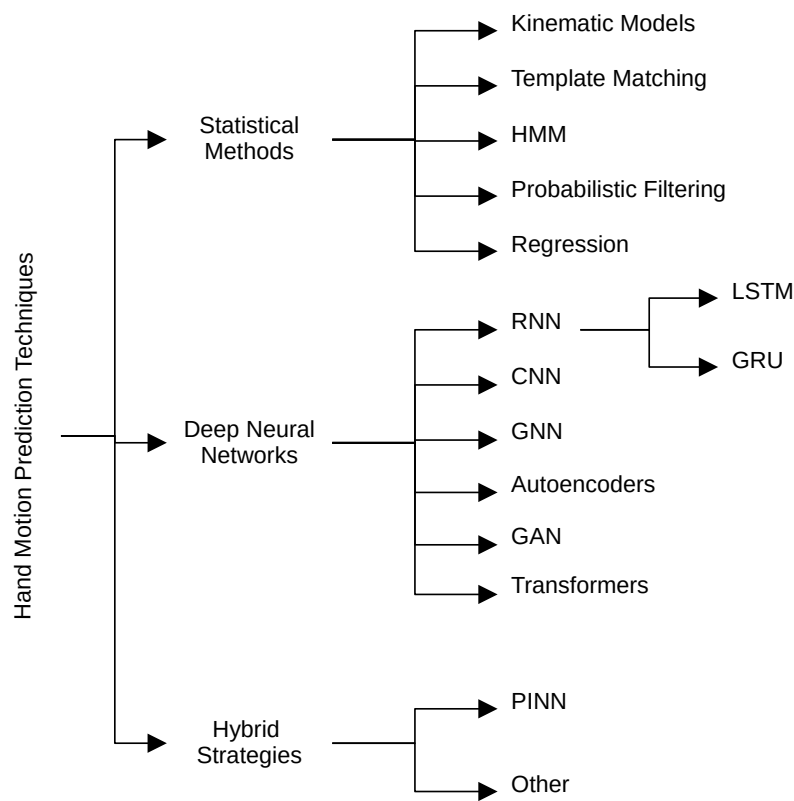 Hand Motion Prediction Techniques
Statistical
Methods
Kinematic Models
Template Matching
HMM
Probabilistic Filtering
Regression
Deep Neural
Networks
RNN
LSTM
GRU
CNN
GNN
Autoencoders
GAN
Transformers
Hybrid
Strategies
PINN
Other